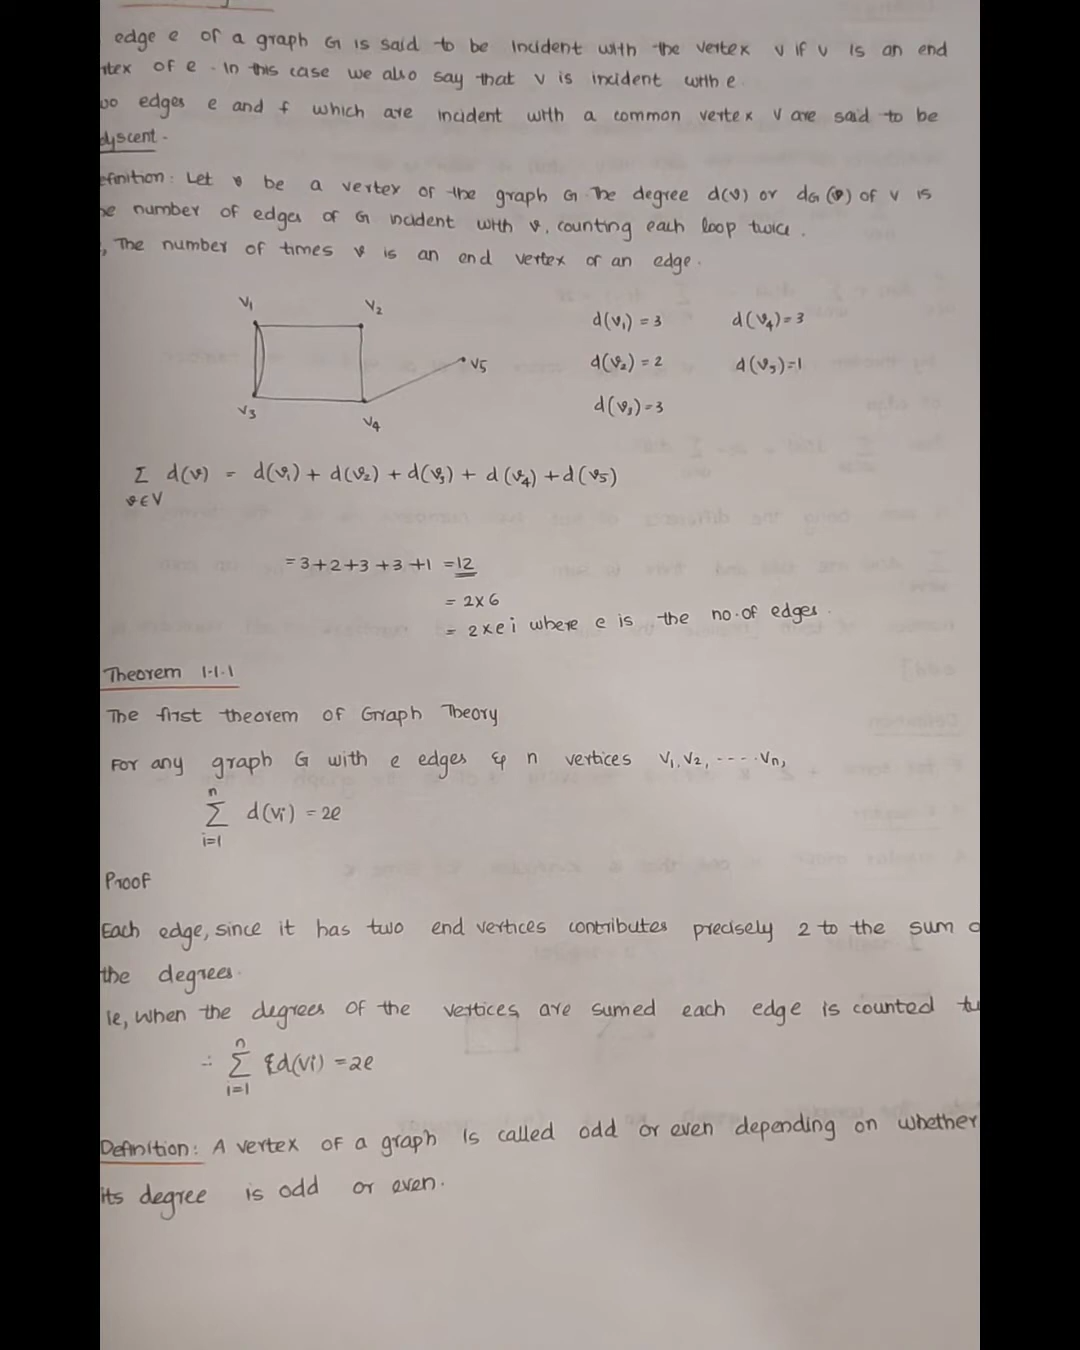 edge e of a graph G is said to be incident with the vertex v if v is an end
of e. In this case we also say that v is incident with e.
edges e and f which are incident with a common vertex v are said to be
Definition: Let v be a vertex of the graph G The degree d(v) or dG(v) of v is
number of edges of G incident with v, counting each loop twice.
, The number of times v is an end vertex of an edge.
V1 V2
V5
V3 V4
d(v1) = 3 d(v4) = 3
d(v2) = 2 d(v5) = 1
d(v3) = 3
Σ d(v) = d(v1) + d(v2) + d(v3) + d(v4) + d(v5)
v∈V
= 3+2+3+3+1 = 12
= 2x6
= 2xe i where e is the no.of edges.
Theorem 1.1.1
The first theorem of Graph Theory
For any graph G with e edges & n vertices V1,V2,----Vn,
n
Σ d(vi) = 2e
i=1
Proof
Each edge, since it has two end vertices contributes precisely 2 to the sum
the degrees.
ie, when the degrees of the vertices are sumed each edge is counted
n
∴ Σ d(vi) = 2e
i=1
Definition: A vertex of a graph is called odd or even depending on whether
its degree is odd or even.